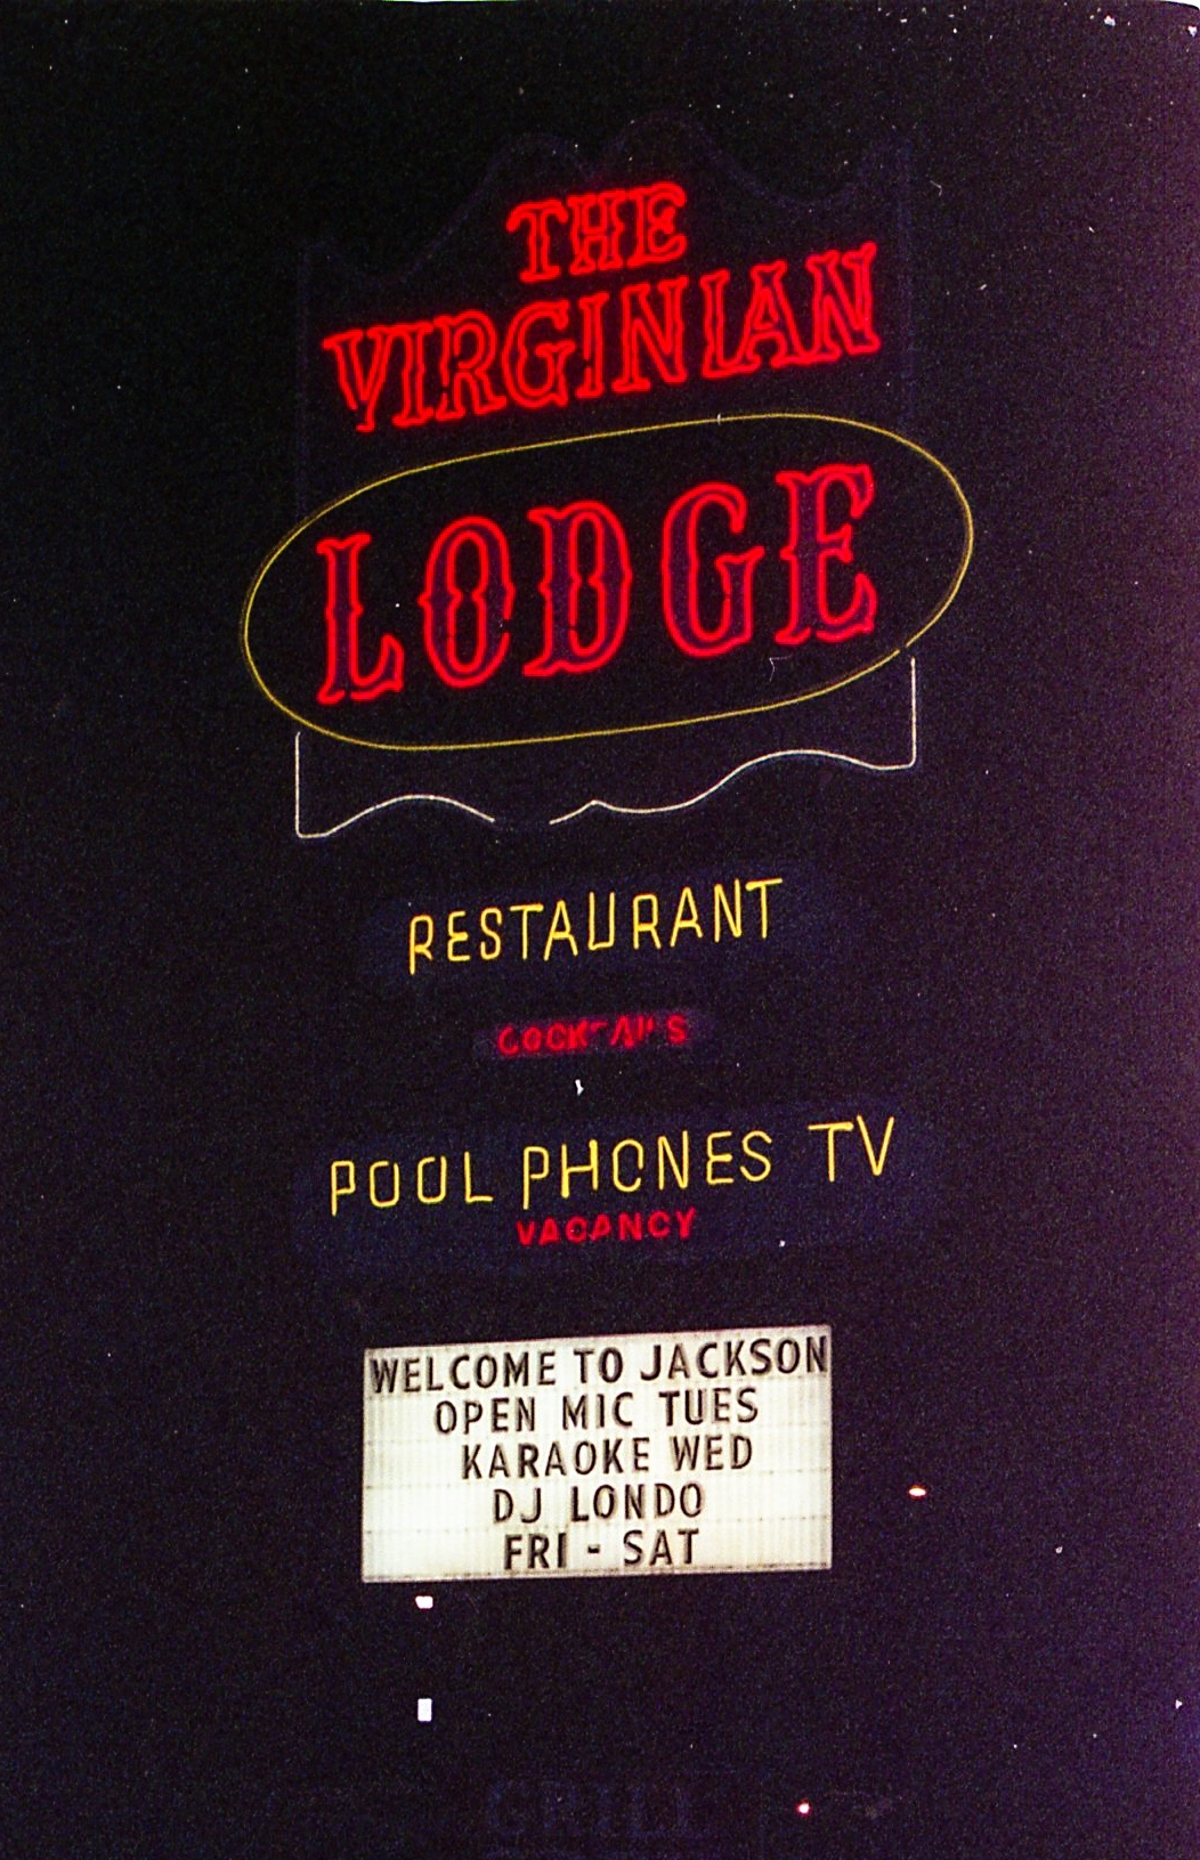 THE
VIRGINIAN
LODGE
RESTAURANT
COCKTAILS
POOL PHONES TV
VACANCY
WELCOME TO JACKSON
OPEN MIC TUES
KARAOKE WED
DJ LONDO
FRI - SAT
GRILL